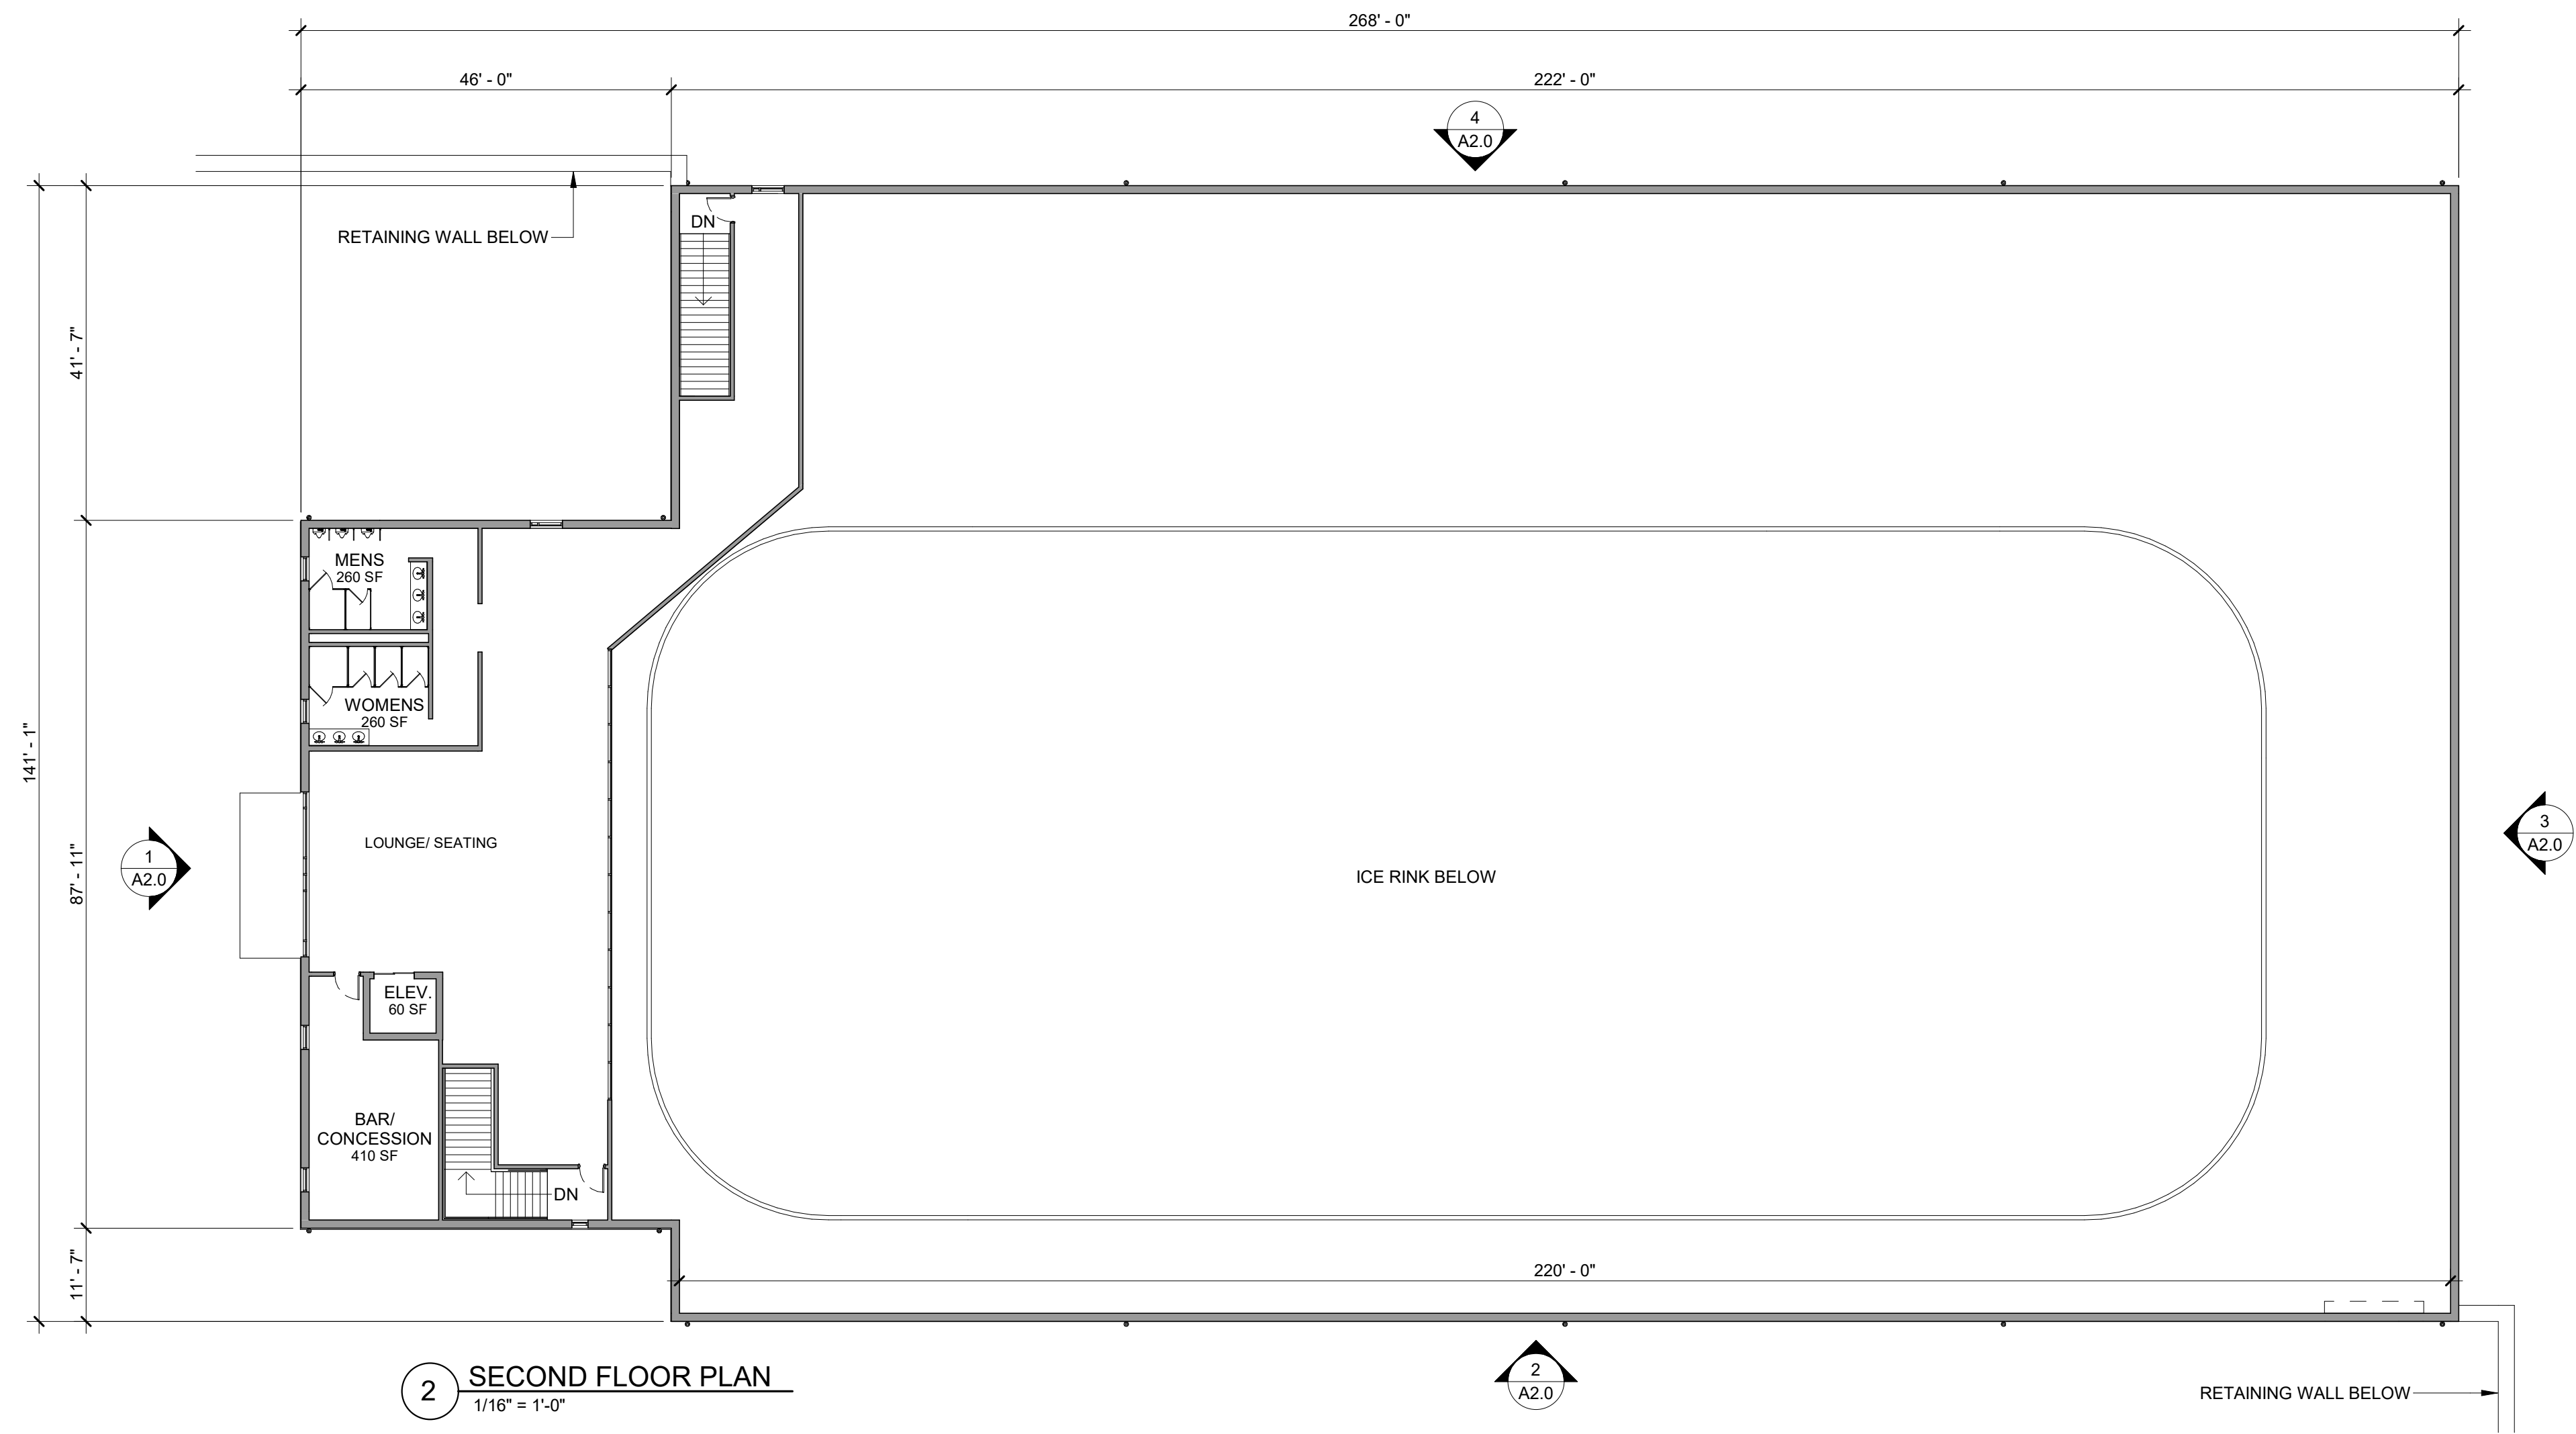 268' - 0"
46' - 0"
222' - 0"
4
A2.0
RETAINING WALL BELOW
DN
41' - 7"
MENS
260 SF
WOMENS
260 SF
141' - 1"
87' - 11"
1
A2.0
LOUNGE/ SEATING
ICE RINK BELOW
3
A2.0
ELEV.
60 SF
BAR/
CONCESSION
410 SF
DN
11' - 7"
220' - 0"
2
SECOND FLOOR PLAN
1/16" = 1'-0"
2
A2.0
RETAINING WALL BELOW